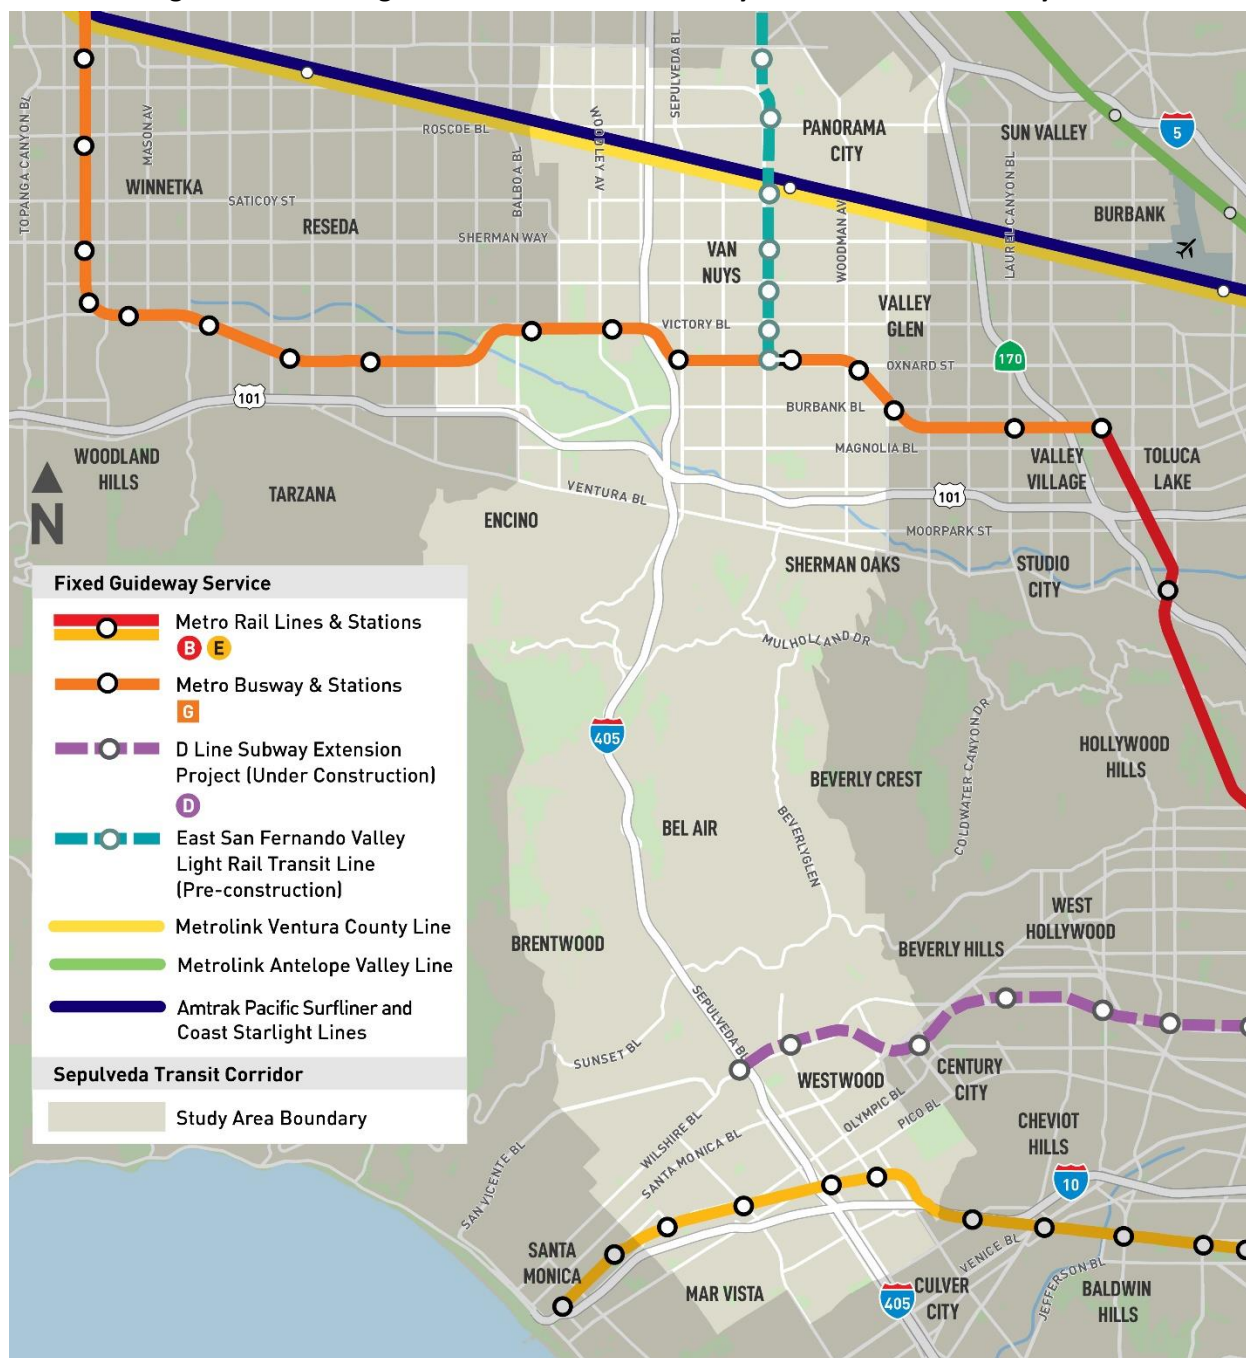 SEPULVEDA BL
TOPANGA CANYON BL
MASON AV
ROSCOE BL
BALBOA BL
WOODLEY AV
PANORAMA
CITY
SUN VALLEY
5
WINNETKA
SATICOY ST
RESEDA
SHERMAN WAY
VAN
NUYS
WOODMAN AV
LAUREL CANYON BL
BURBANK
VALLEY
GLEN
VICTORY BL
OXNARD ST
170
101
BURBANK BL
MAGNOLIA BL
WOODLAND
HILLS
TARZANA
VENTURA BL
ENCINO
101
VALLEY
VILLAGE
TOLUCA
LAKE
MOORPARK ST
N
SHERMAN OAKS
STUDIO
CITY
MULHOLLAND DR
405
COLDWATER CANYON DR
HOLLYWOOD
HILLS
BEVERLY CREST
BEL AIR
BEVERLYGLEN
WEST
HOLLYWOOD
BRENTWOOD
BEVERLY HILLS
SEPULVEDA BL
SUNSET BL
WESTWOOD
CENTURY
CITY
OLYMPIC BL
PICO BL
CHEVIOT
HILLS
WILSHIRE BL
SANTA MONICA BL
SAN VICENTE BL
10
SANTA
MONICA
MAR VISTA
VENICE BL
405
CULVER
CITY
JEFFERSON BL
BALDWIN
HILLS
Fixed Guideway Service
Metro Rail Lines & Stations
B E
Metro Busway & Stations
G
D Line Subway Extension
Project (Under Construction)
D
East San Fernando Valley
Light Rail Transit Line
(Pre-construction)
Metrolink Ventura County Line
Metrolink Antelope Valley Line
Amtrak Pacific Surfliner and
Coast Starlight Lines
Sepulveda Transit Corridor
Study Area Boundary